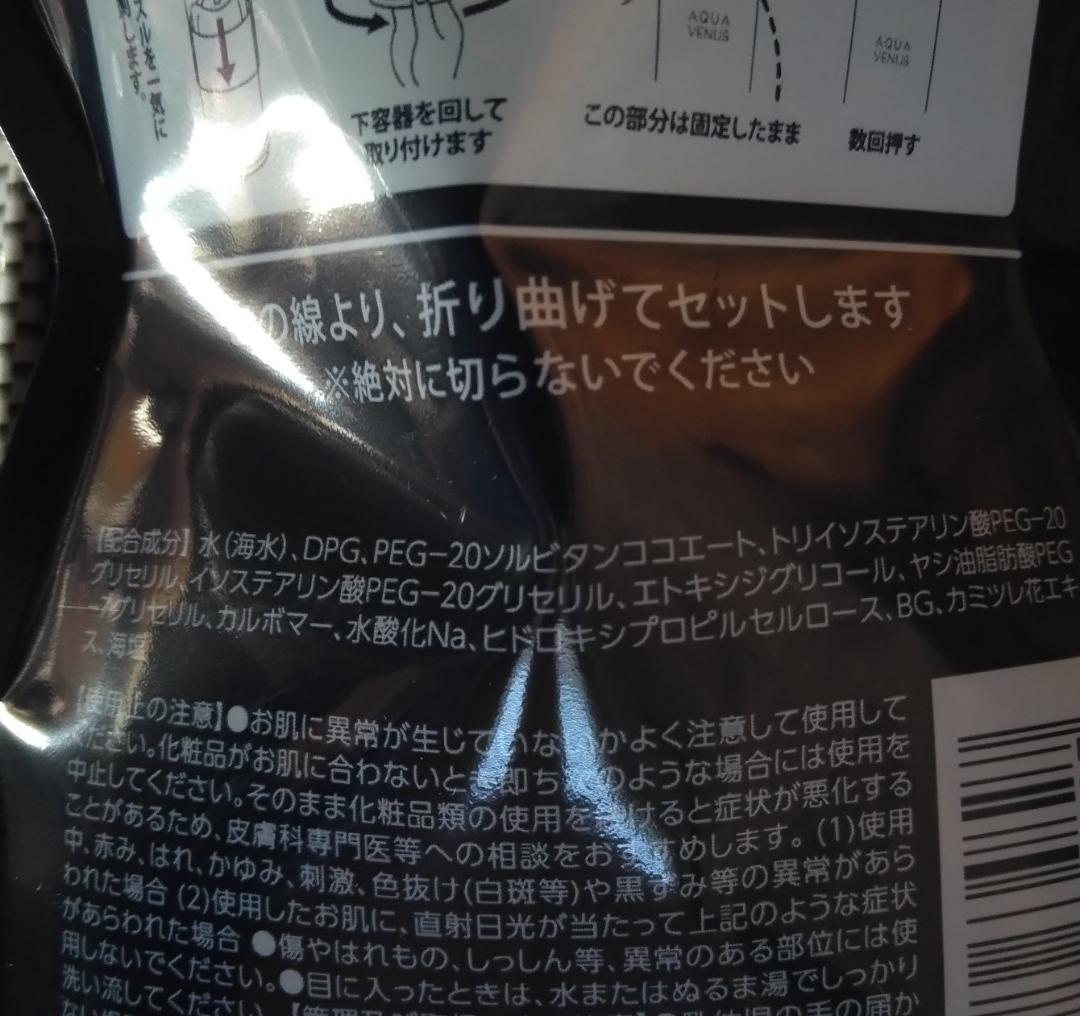 ズルを一気に
AQUA
VENUS
AQUA
VENUS
下容器を回して
取り付けます
この部分は固定したまま
数回押す
の線より、折り曲げてセットします
※絶対に切らないでください
【配合成分】水(海水)、DPG、PEG−20ソルビタンココエート、トリイソステアリン酸PEG−20
グリセリル、イソステアリン酸PEG−20グリセリル、エトキシジグリコール、ヤシ油脂肪酸PEG
グリセリル、カルボマー、水酸化Na、ヒドロキシプロピルセルロース、BG、カミツレ花エキ
ス、海塩
【使用上の注意】●お肌に異常が生じていないかよく注意して使用して
ください。化粧品がお肌に合わないとき即ち のような場合には使用を
中止してください。そのまま化粧品類の使用を続けると症状が悪化する
ことがあるため、皮膚科専門医等への相談をおすすめします。(1)使用
中、赤み、はれ、かゆみ、刺激、色抜け(白斑等)や黒ずみ等の異常があら
われた場合 (2)使用したお肌に、直射日光が当たって上記のような症状
があらわれた場合 ●傷やはれもの、しっしん等、異常のある部位には使
用しないでください。●目に入ったときは、水またはぬるま湯でしっかり
洗い流してください。